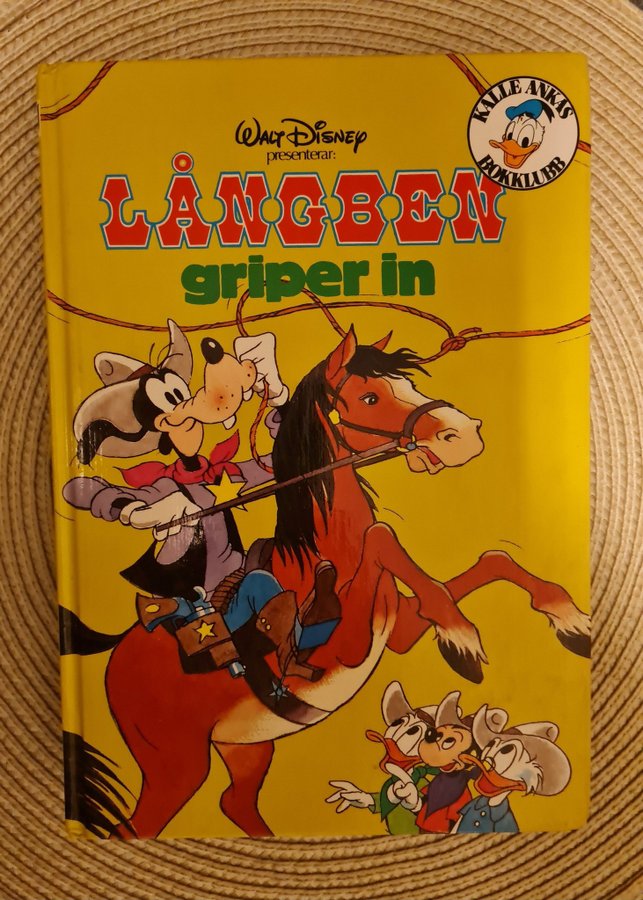 WALT DISNEY
presenterar:
LÅNGBEN
griper in
KALLE ANKAS
BOKKLUBB